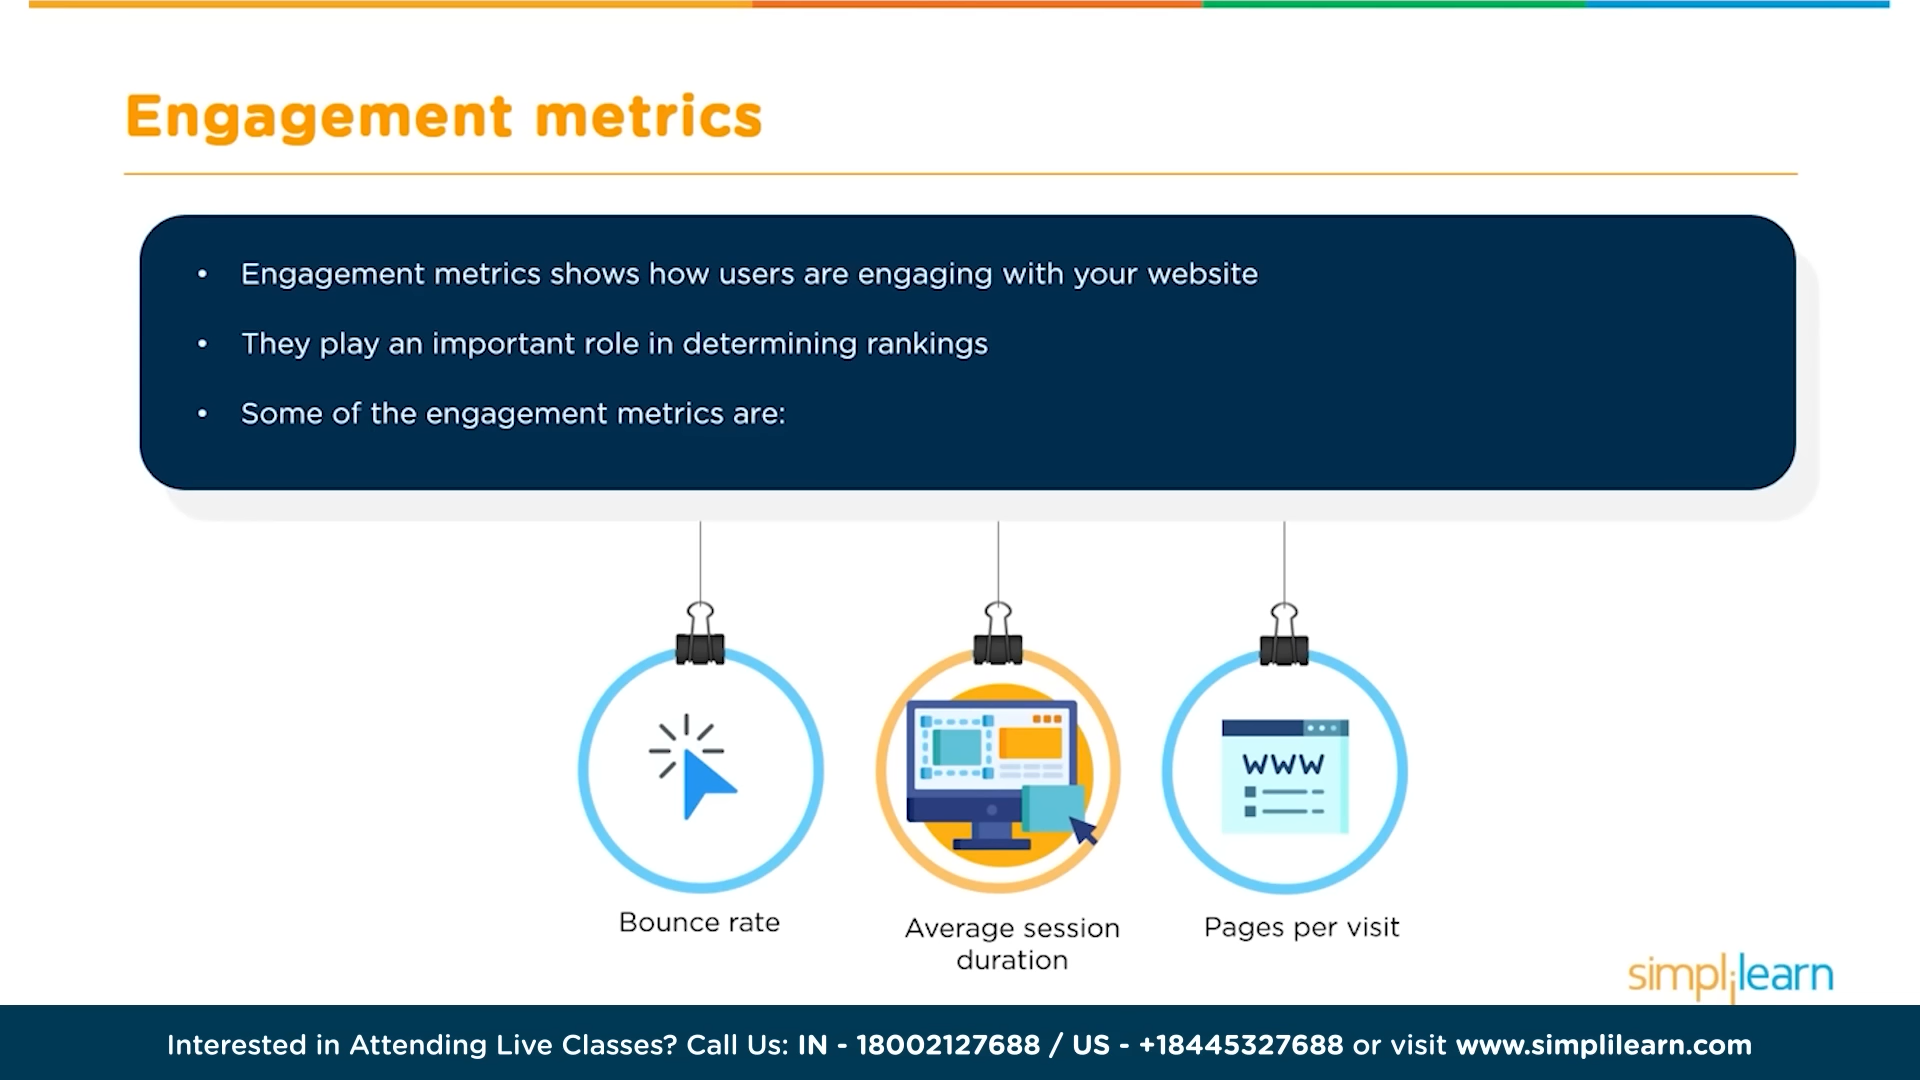 Engagement metrics
• Engagement metrics shows how users are engaging with your website
• They play an important role in determining rankings
• Some of the engagement metrics are:
WWW
Bounce rate
Average session
duration
Pages per visit
simplilearn
Interested in Attending Live Classes? Call Us: IN - 18002127688 / US - +18445327688 or visit www.simplilearn.com